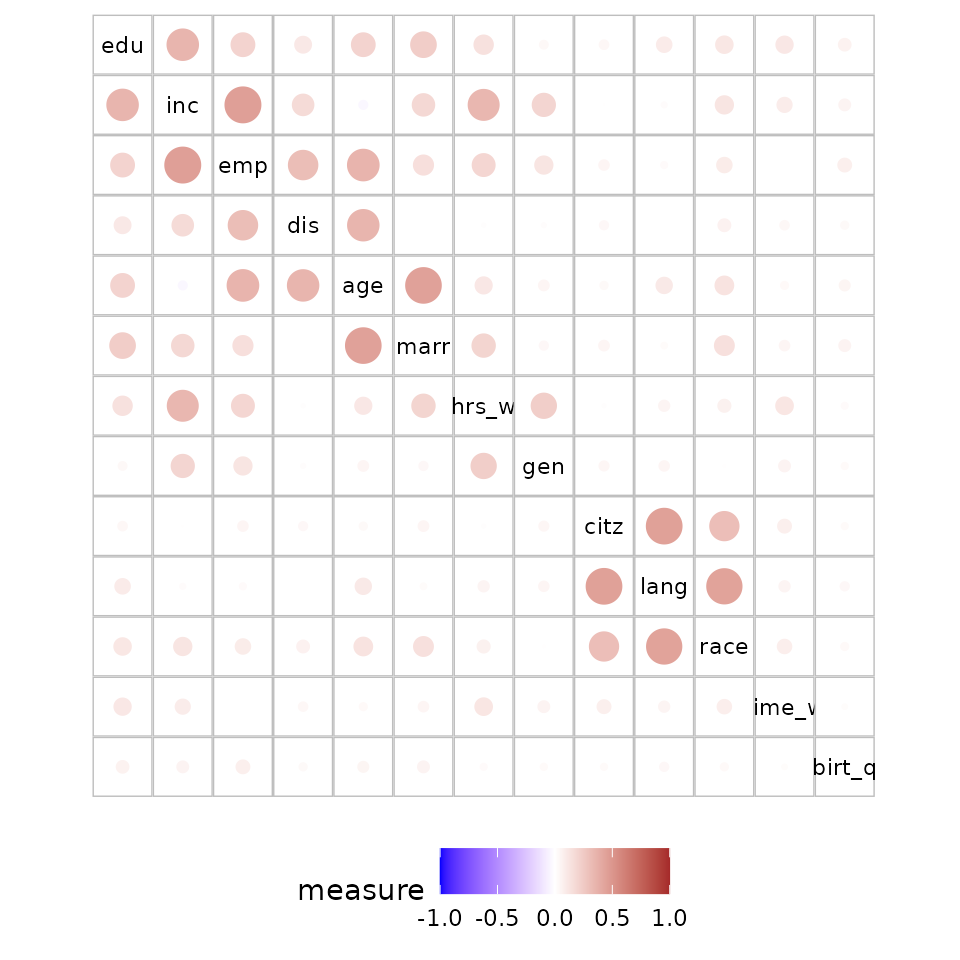 edu
inc
emp
dis
age
marr
hrs_w
gen
citz
lang
race
ime_w
birt_q
measure
-1.0 -0.5 0.0 0.5 1.0